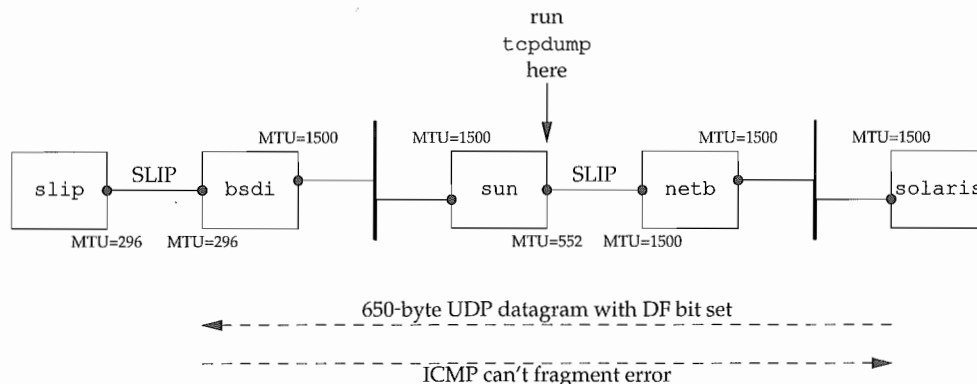 run
tcpdump
here
MTU=1500
MTU=1500
MTU=1500
MTU=1500
slip
SLIP
bsdi
sun
SLIP
netb
solaris
MTU=296
MTU=296
MTU=552
MTU=1500
650-byte UDP datagram with DF bit set
ICMP can't fragment error